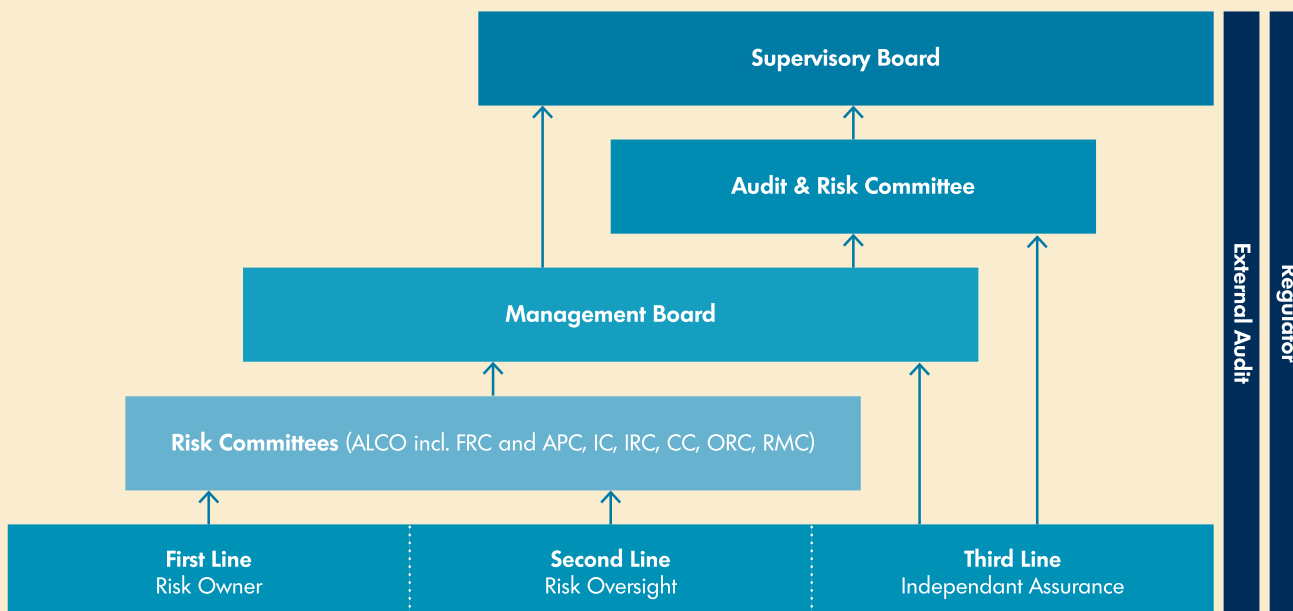 Supervisory Board
Audit & Risk Committee
Management Board
Risk Committees (ALCO incl. FRC and APC, IC, IRC, CC, ORC, RMC)
First Line
Risk Owner
Second Line
Risk Oversight
Third Line
Independant Assurance
External Audit
Regulator